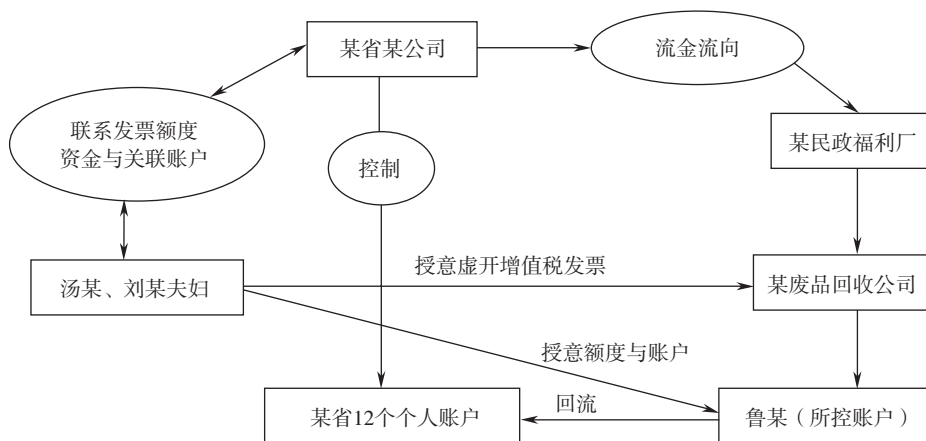 某省某公司
流金流向
联系发票额度
资金与关联账户
控制
某民政福利厂
授意虚开增值税发票
汤某、刘某夫妇
某废品回收公司
授意额度与账户
某省12个个人账户
回流
鲁某（所控账户）